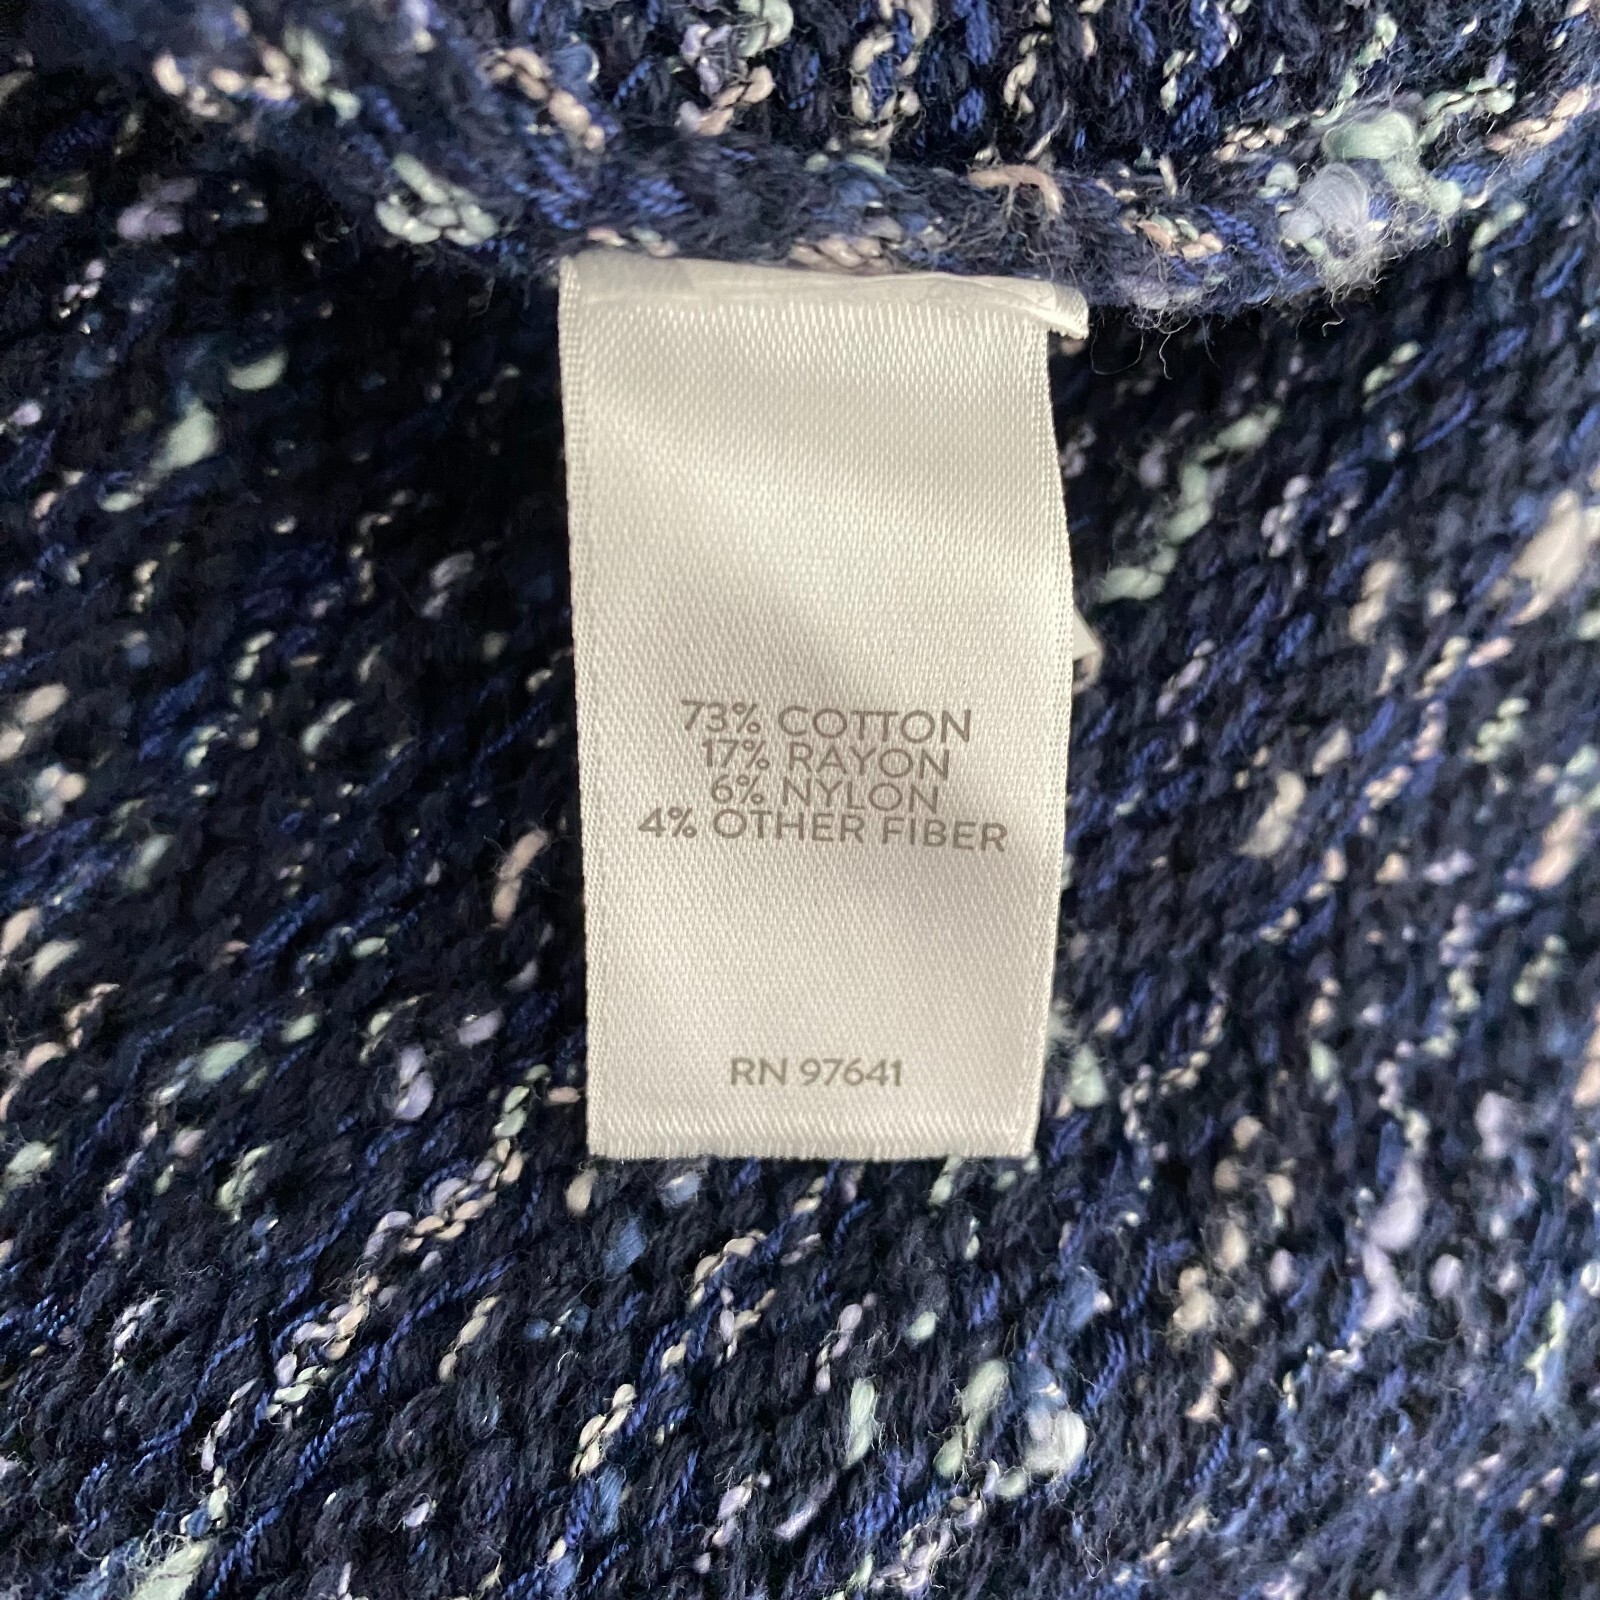 73% COTTON
17% RAYON
6% NYLON
4% OTHER FIBER
RN 97641